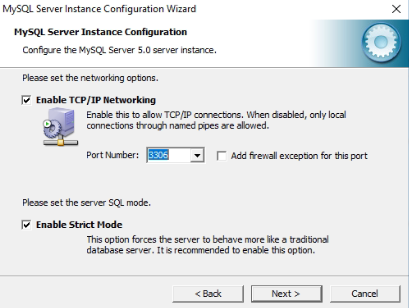 MySQL Server Instance Configuration Wizard
MySQL Server Instance Configuration
Configure the MySQL Server 5.0 server instance.
Please set the networking options.
Enable TCP/IP Networking
Enable this to allow TCP/IP connections. When disabled, only local
connections through named pipes are allowed.
Port Number: 3306 Add firewall exception for this port
Please set the server SQL mode.
Enable Strict Mode
This option forces the server to behave more like a traditional
database server. It is recommended to enable this option.
< Back Next > Cancel